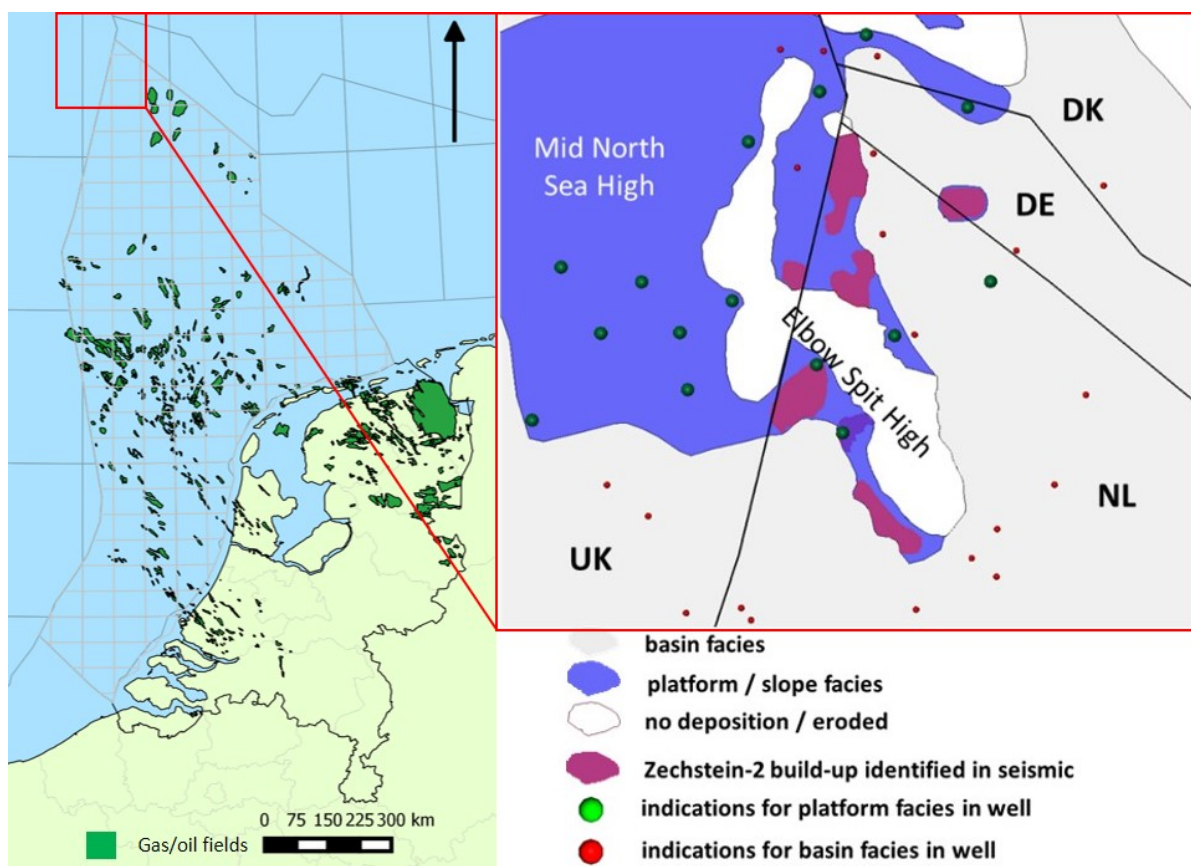 Mid North
Sea High
DK
DE
Elbow Spit High
NL
UK
basin facies
platform / slope facies
no deposition / eroded
Zechstein-2 build-up identified in seismic
indications for platform facies in well
indications for basin facies in well
0 75 150 225 300 km
Gas/oil fields